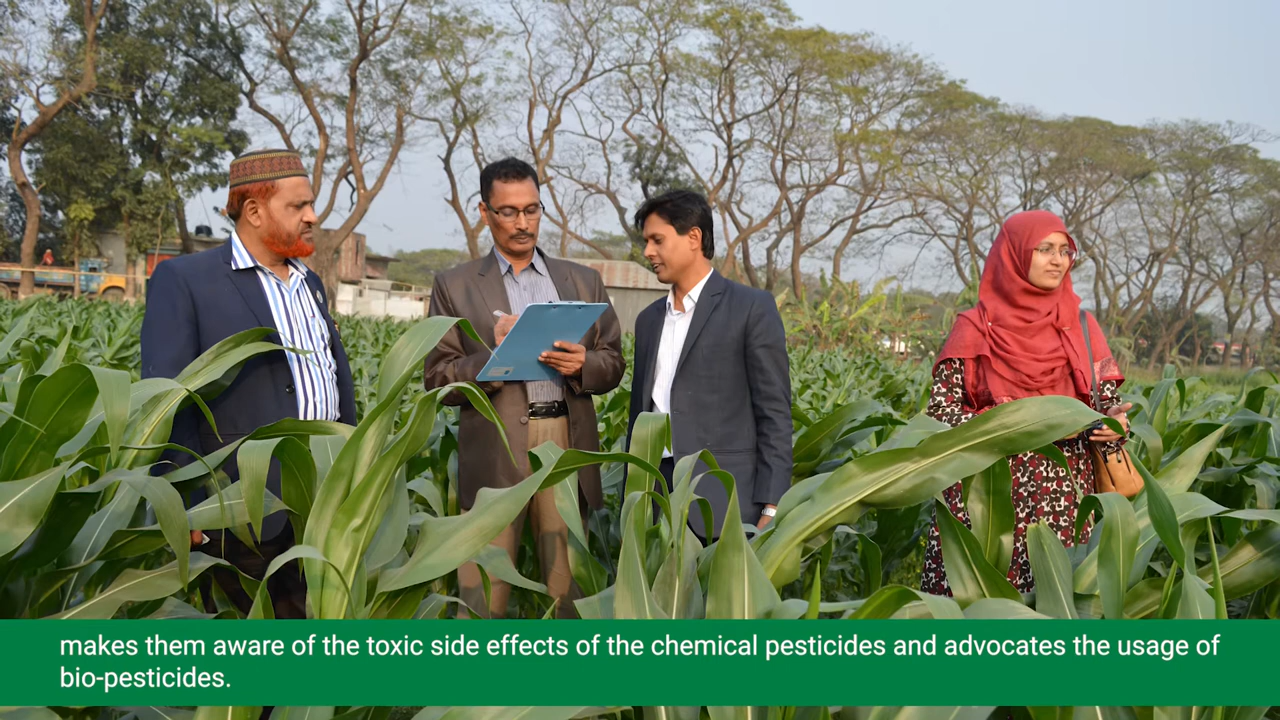 makes them aware of the toxic side effects of the chemical pesticides and advocates the usage of
bio-pesticides.